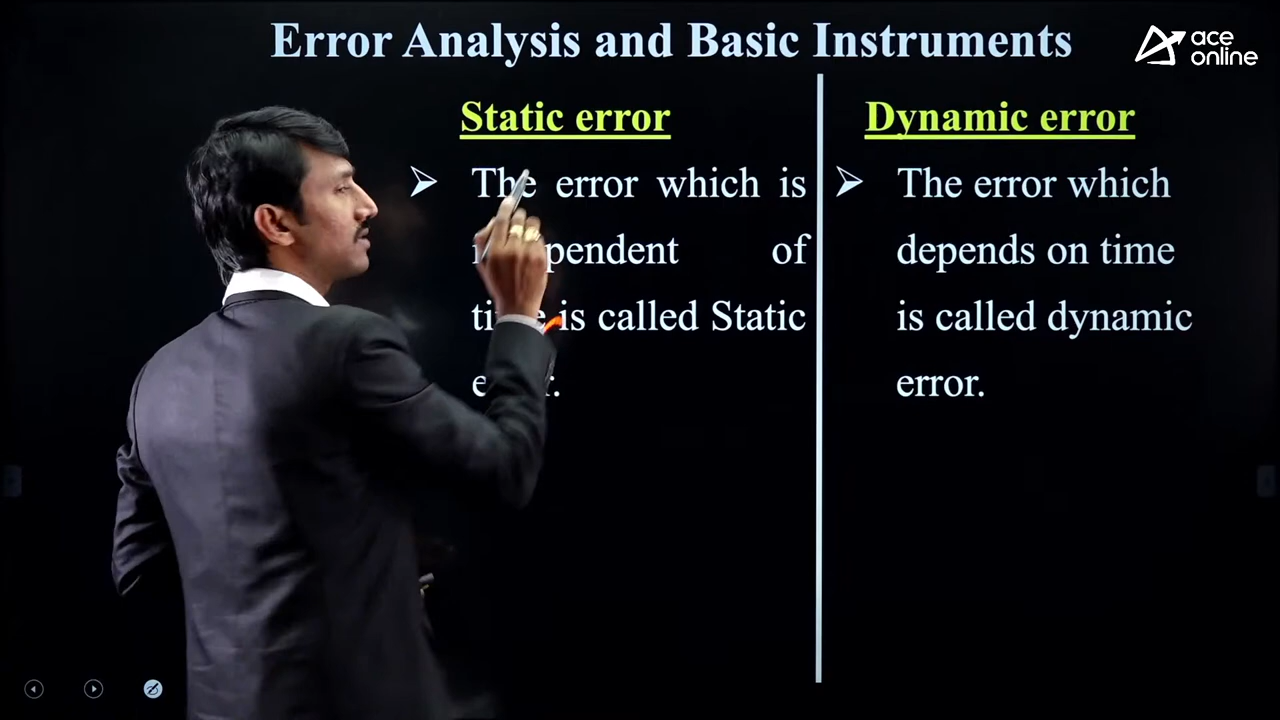 Error Analysis and Basic Instruments
ace
online
Static error
The error which is
of
is called Static
Dynamic error
The error which
depends on time
is called dynamic
error.